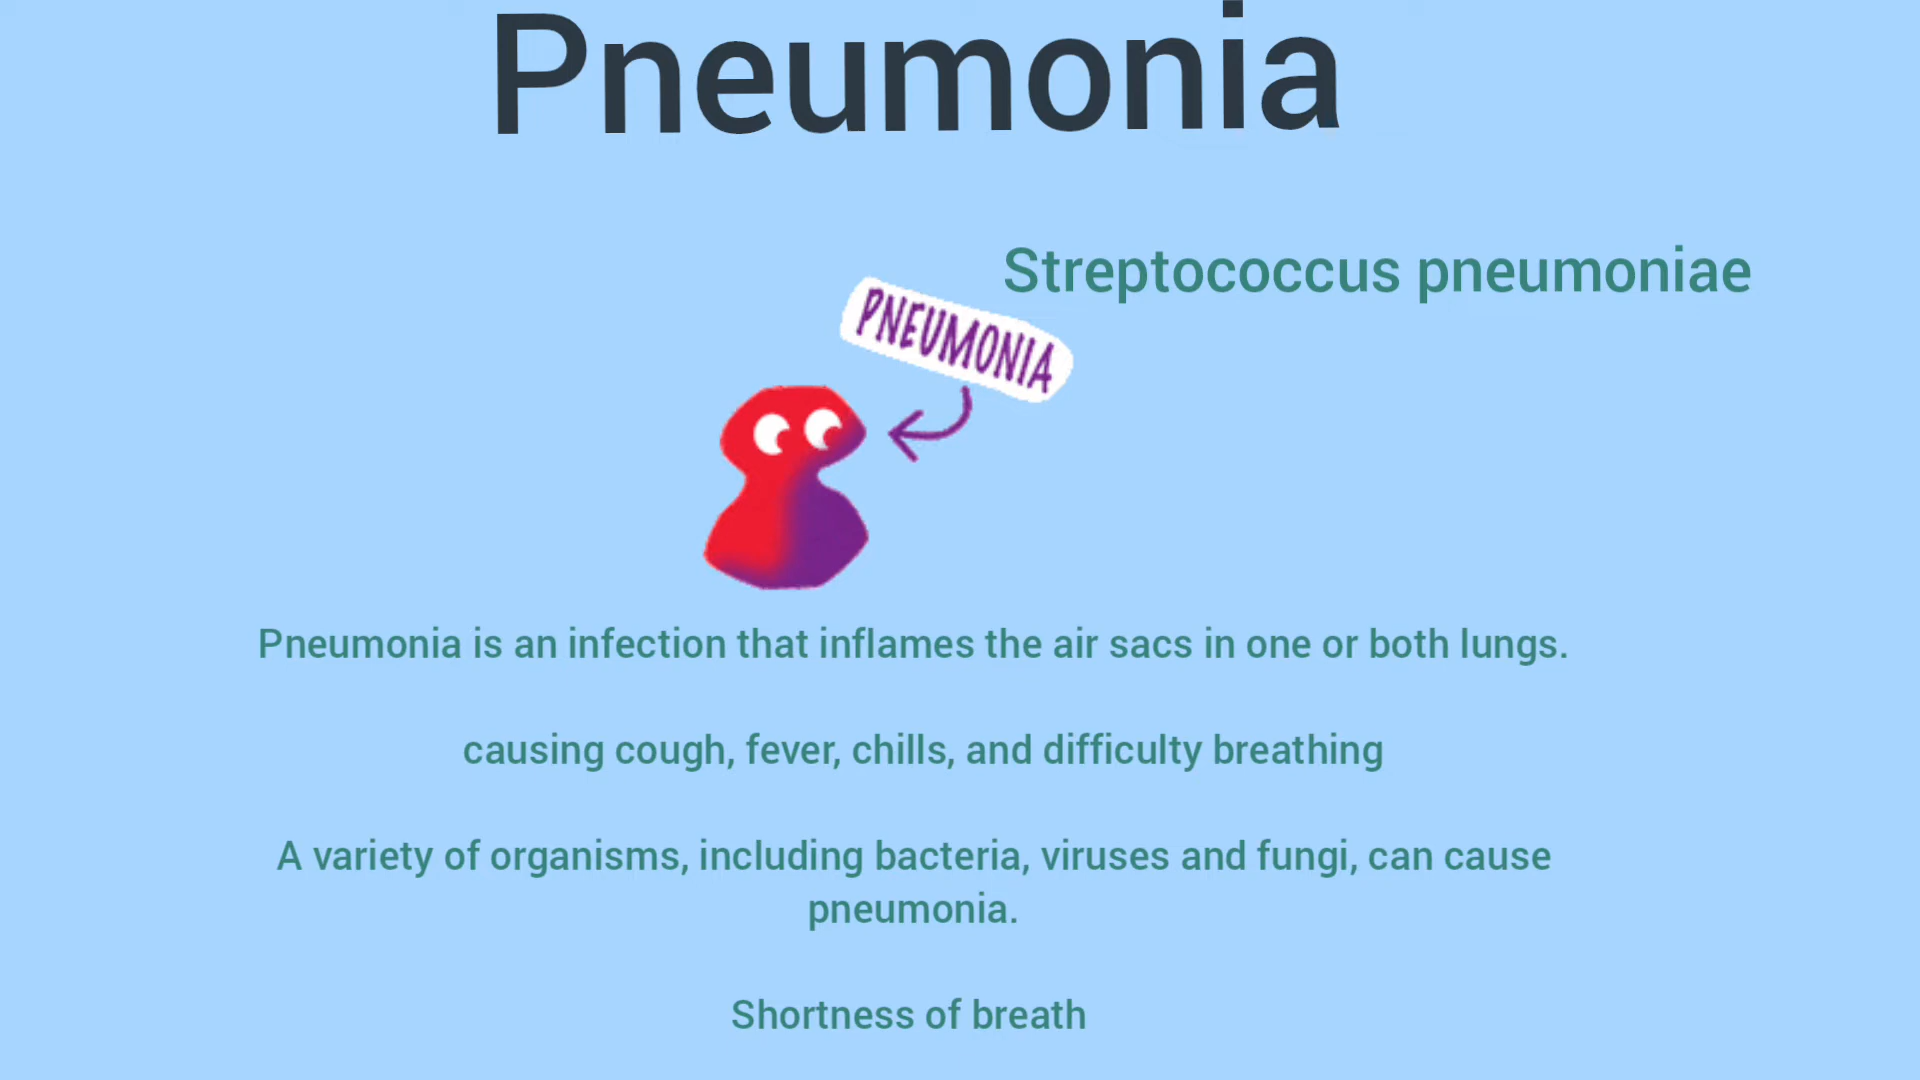 Pneumonia
Streptococcus pneumoniae
PNEUMONIA
Pneumonia is an infection that inflames the air sacs in one or both lungs.
causing cough, fever, chills, and difficulty breathing
A variety of organisms, including bacteria, viruses and fungi, can cause
pneumonia.
Shortness of breath